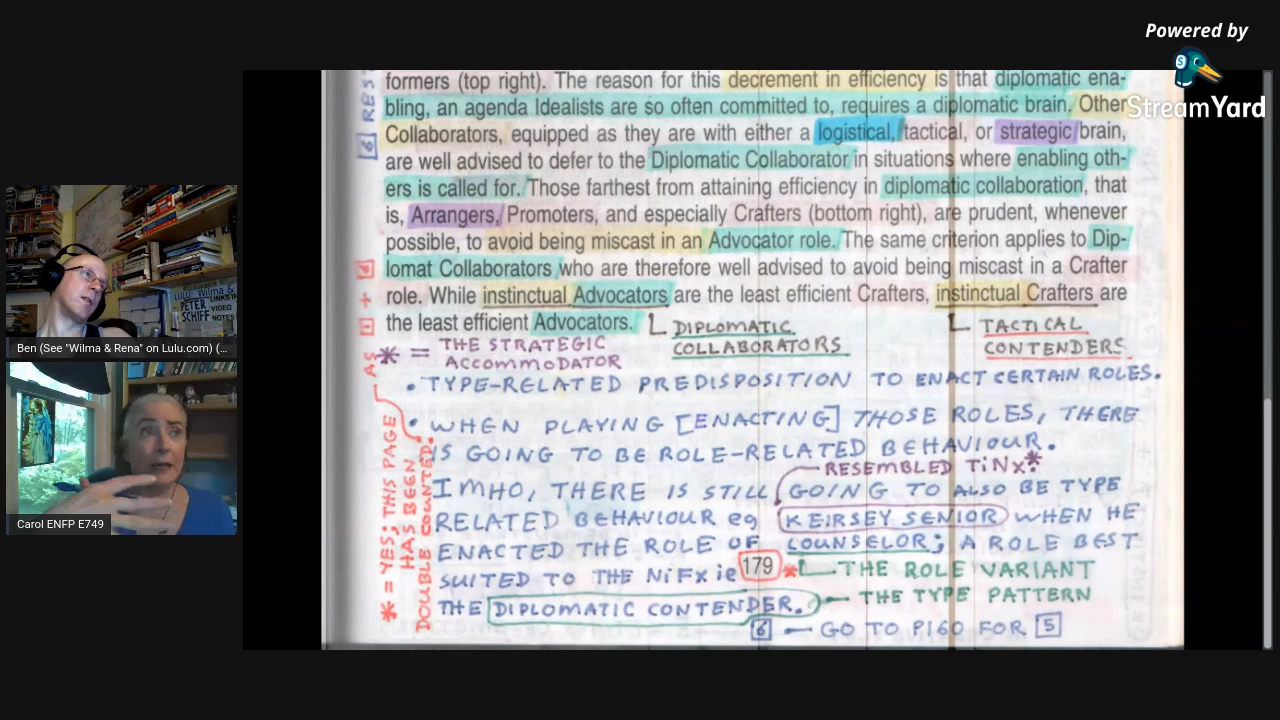 Powered by
StreamYard
formers (top right). The reason for this decrement in efficiency is that diplomatic ena-
bling, an agenda Idealists are so often committed to, requires a diplomatic brain. Other
Collaborators, equipped as they are with either a logistical, tactical, or strategic brain,
are well advised to defer to the Diplomatic Collaborator in situations where enabling oth-
ers is called for. Those farthest from attaining efficiency in diplomatic collaboration, that
is, Arrangers, Promoters, and especially Crafters (bottom right), are prudent, whenever
possible, to avoid being miscast in an Advocator role. The same criterion applies to Dip-
lomat Collaborators who are therefore well advised to avoid being miscast in a Crafter
role. While instinctual Advocators are the least efficient Crafters, instinctual Crafters are
the least efficient Advocators.
DIPLOMATIC
COLLABORATORS
TACTICAL
CONTENDERS
* = THE STRATEGIC
ACCOMMODATOR
• TYPE-RELATED PREDISPOSITION TO ENACT CERTAIN ROLES.
• WHEN PLAYING [ENACTING] THOSE ROLES, THERE
IS GOING TO BE ROLE-RELATED BEHAVIOUR.
RESEMBLED TiNx*
IMHO, THERE IS STILL GOING TO ALSO BE TYPE
RELATED BEHAVIOUR eg KEIRSEY SENIOR WHEN HE
ENACTED THE ROLE OF COUNSELOR; A ROLE BEST
SUITED TO THE NiFx ie 179 * THE ROLE VARIANT
THE DIPLOMATIC CONTENDER. THE TYPE PATTERN
6 GO TO P160 FOR 5
6 RES
AS
* = YES; THIS PAGE
HAS BEEN
DOUBLE COUNTED.
LULU: Wilma &
PETER
SCHIFF
LINKS IN
VIDEO
NOTES
Ben (See "Wilma & Rena" on Lulu.com) (...
Carol ENFP E749